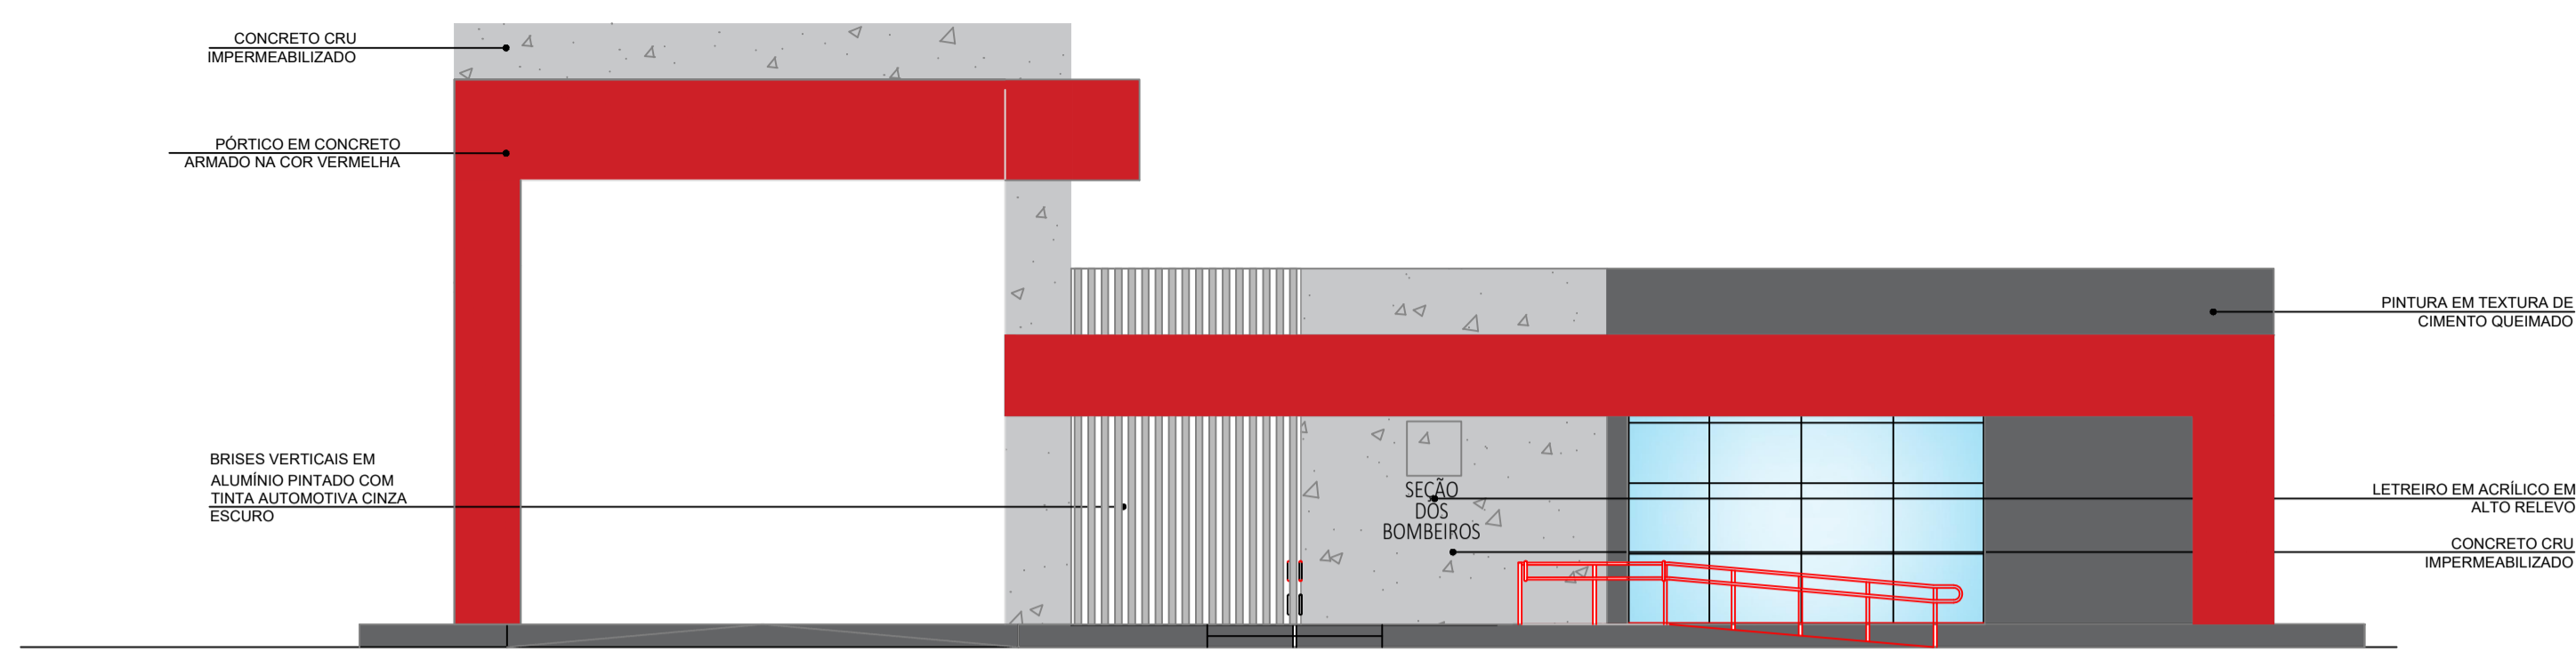 CONCRETO CRU
IMPERMEABILIZADO
PÓRTICO EM CONCRETO
ARMADO NA COR VERMELHA
PINTURA EM TEXTURA DE
CIMENTO QUEIMADO
BRISES VERTICAIS EM
ALUMÍNIO PINTADO COM
TINTA AUTOMOTIVA CINZA
ESCURO
SEÇÃO
DOS
BOMBEIROS
LETREIRO EM ACRÍLICO EM
ALTO RELEVO
CONCRETO CRU
IMPERMEABILIZADO